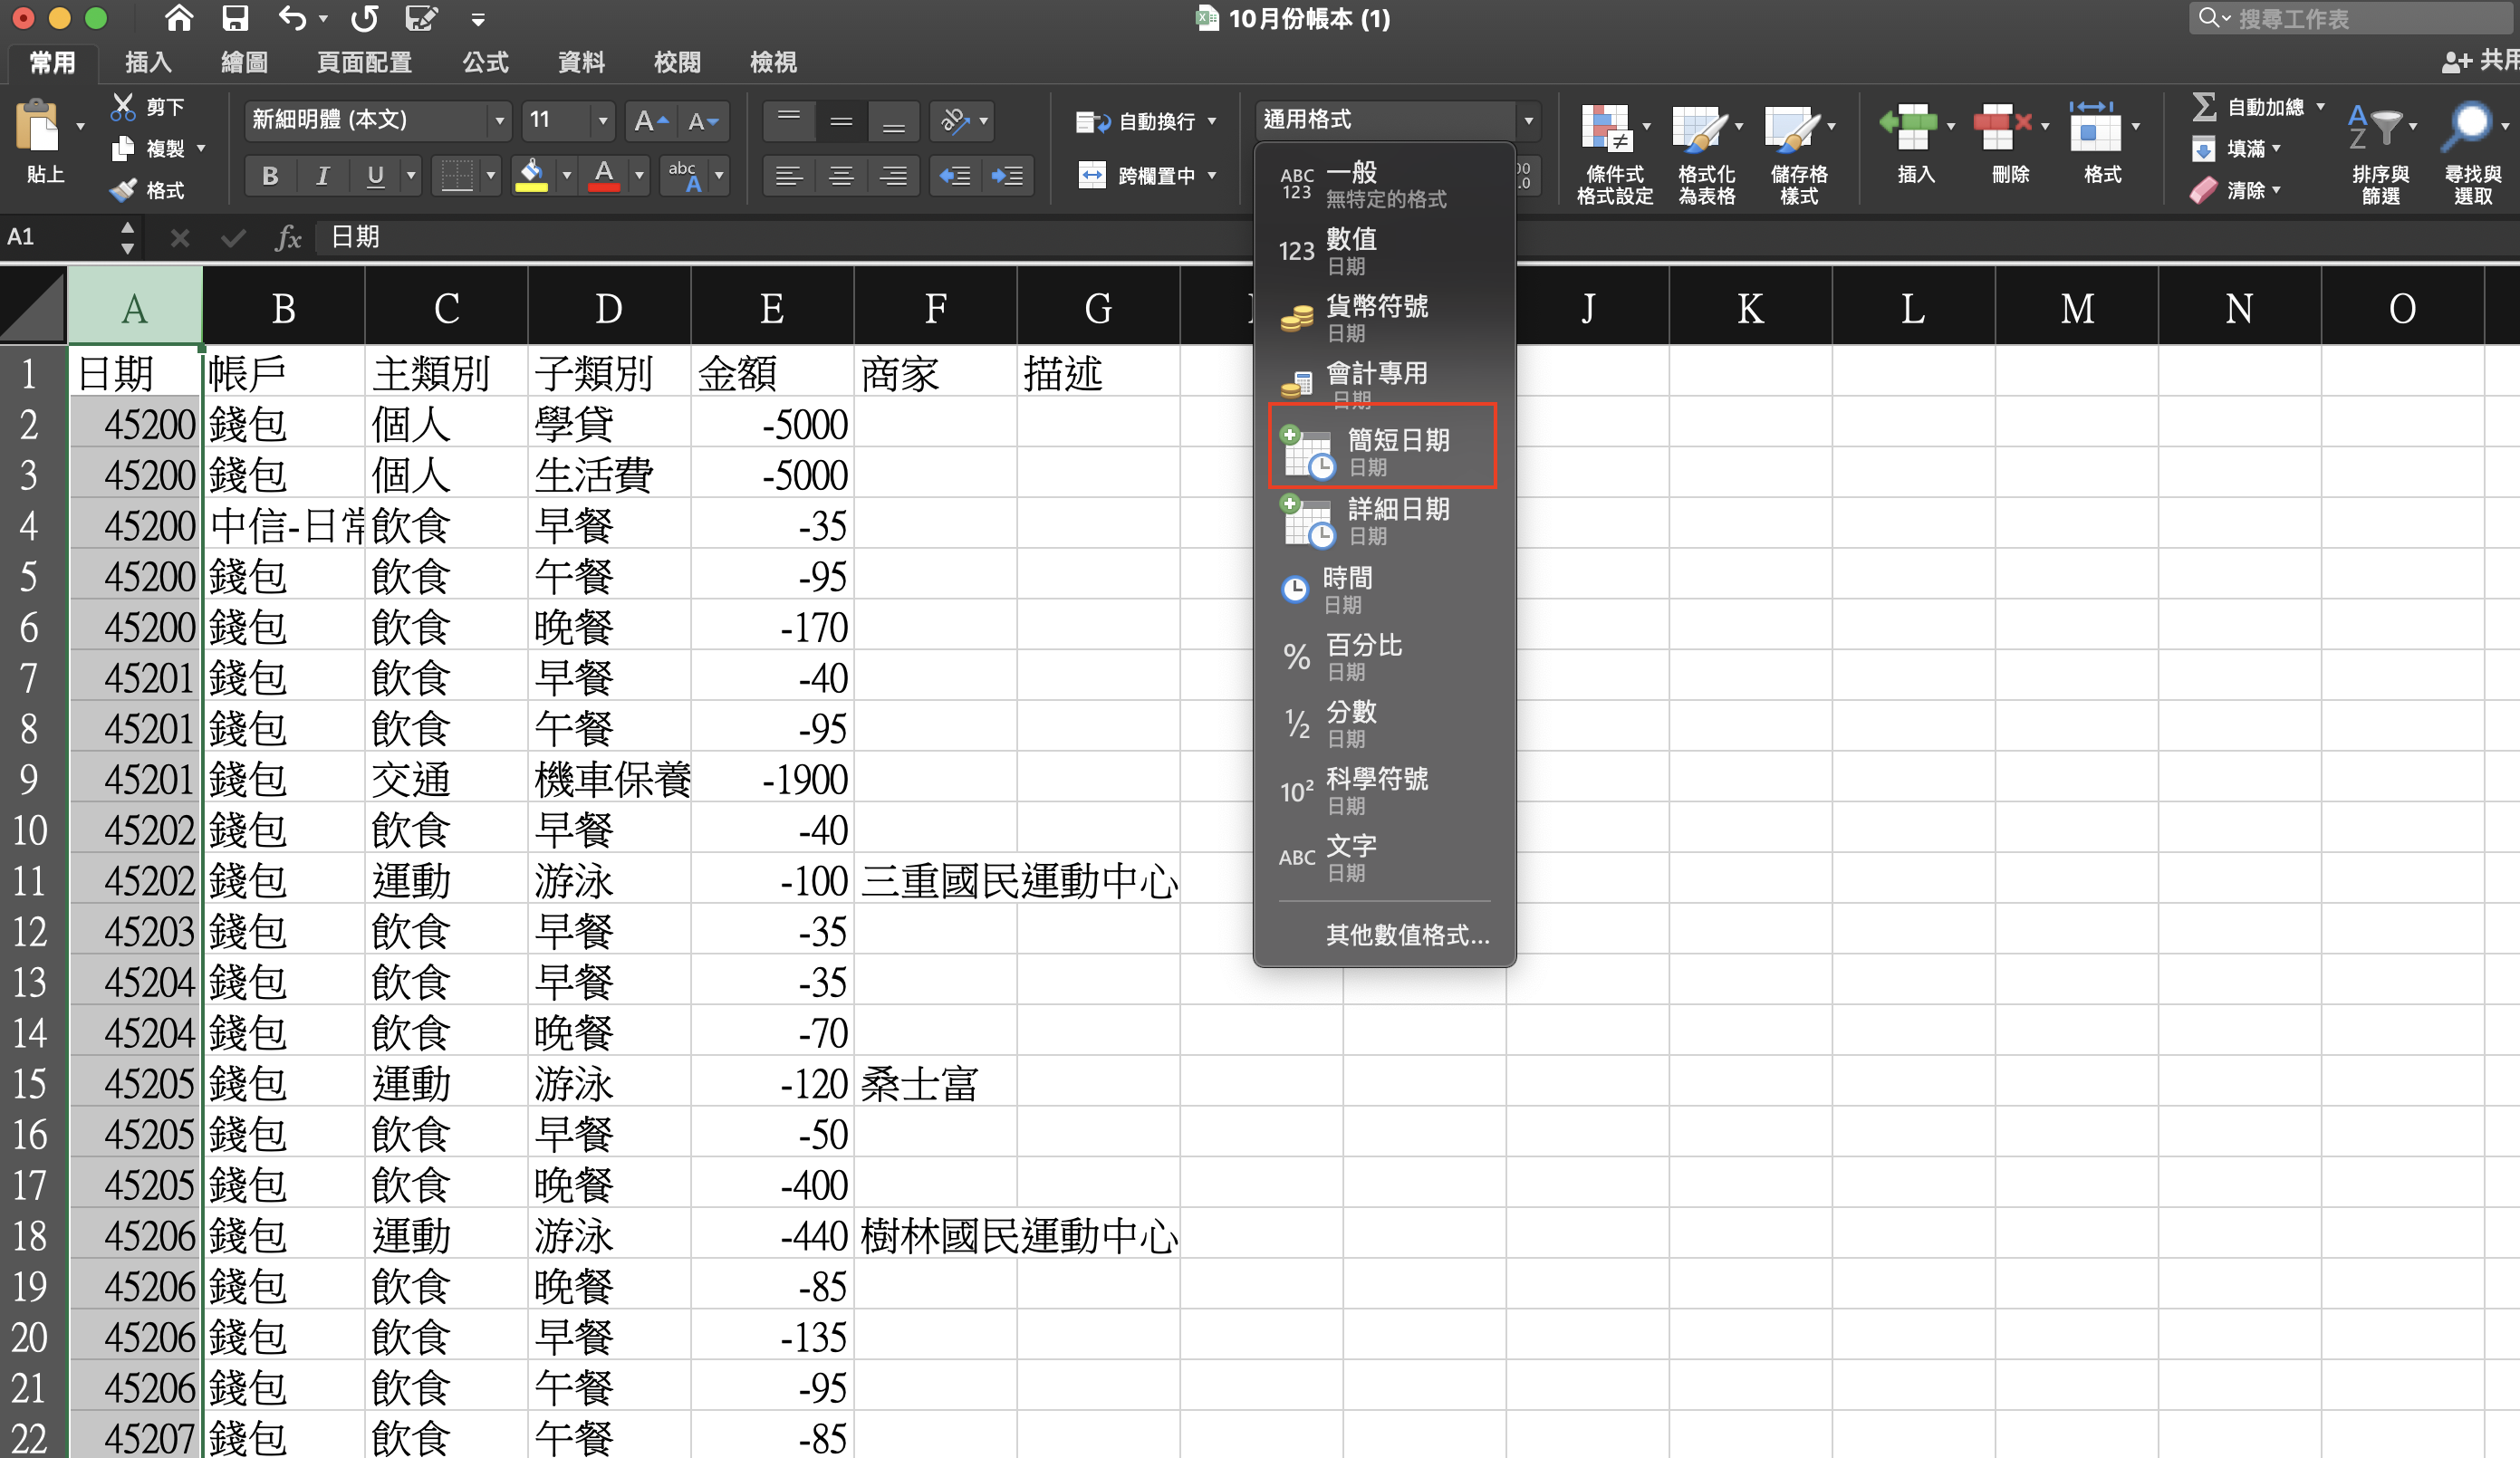 10月份帳本 (1)
搜尋工作表
常用 插入 繪圖 頁面配置 公式 資料 校閱 檢視
共用
貼上
剪下
複製
格式
新細明體 (本文) 11
A A
B I U A abc A
自動換行
跨欄置中
通用格式
條件式
格式設定
格式化
為表格
儲存格
樣式
插入
刪除
格式
自動加總
填滿
清除
A
Z
排序與
篩選
尋找與
選取
A1 fx 日期
A B C D E F G J K L M N O
1 日期 帳戶 主類別 子類別 金額 商家 描述
2 45200 錢包 個人 學貸 -5000
3 45200 錢包 個人 生活費 -5000
4 45200 中信-日常 飲食 早餐 -35
5 45200 錢包 飲食 午餐 -95
6 45200 錢包 飲食 晚餐 -170
7 45201 錢包 飲食 早餐 -40
8 45201 錢包 飲食 午餐 -95
9 45201 錢包 交通 機車保養 -1900
10 45202 錢包 飲食 早餐 -40
11 45202 錢包 運動 游泳 -100 三重國民運動中心
12 45203 錢包 飲食 早餐 -35
13 45204 錢包 飲食 早餐 -35
14 45204 錢包 飲食 晚餐 -70
15 45205 錢包 運動 游泳 -120 桑士富
16 45205 錢包 飲食 早餐 -50
17 45205 錢包 飲食 晚餐 -400
18 45206 錢包 運動 游泳 -440 樹林國民運動中心
19 45206 錢包 飲食 晚餐 -85
20 45206 錢包 飲食 早餐 -135
21 45206 錢包 飲食 午餐 -95
22 45207 錢包 飲食 午餐 -85
ABC
123
一般
無特定的格式
123 數值
日期
貨幣符號
日期
會計專用
日期
簡短日期
日期
詳細日期
日期
時間
日期
% 百分比
日期
½ 分數
日期
10² 科學符號
日期
ABC 文字
日期
其他數值格式...